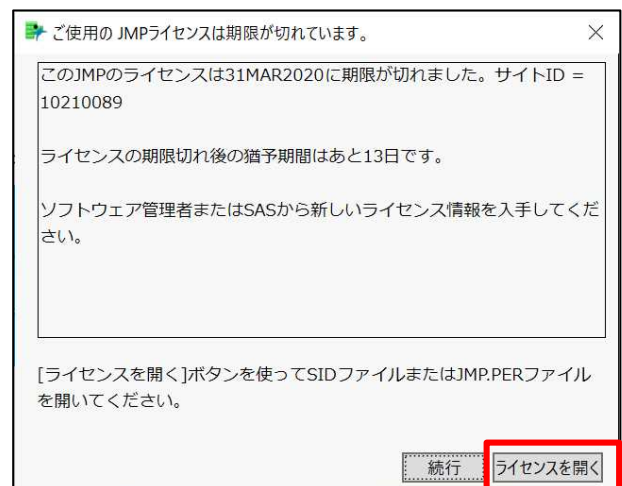 ご使用の JMPライセンスは期限が切れています。
このJMPのライセンスは31MAR2020に期限が切れました。サイトID =
10210089
ライセンスの期限切れ後の猶予期間はあと13日です。
ソフトウェア管理者またはSASから新しいライセンス情報を入手してくだ
さい。
[ライセンスを開く]ボタンを使ってSIDファイルまたはJMP.PERファイル
を開いてください。
続行 ライセンスを開く